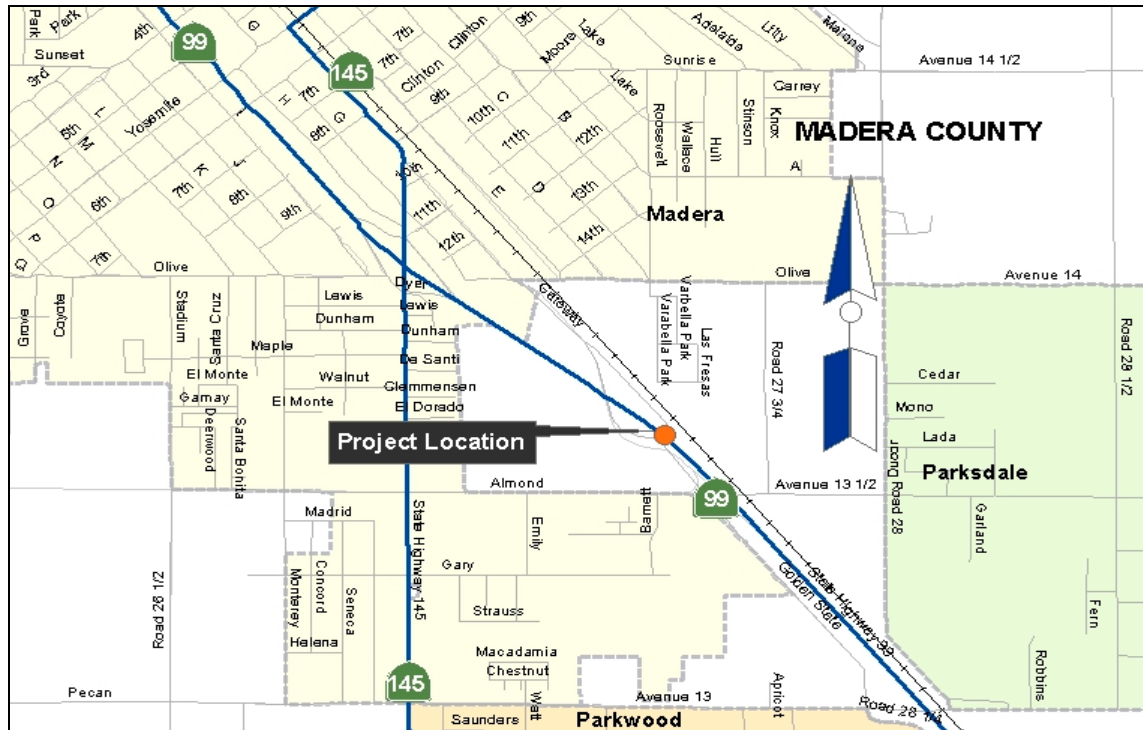 Park
Park
4th
G
7th
Clinton
9th
Lake
Adelaide
Lilly
Malone
Sunset
99
7th
Moore
Sunrise
Avenue 14 1/2
3rd
145
7th
Clinton
Lake
Garrey
Yosemite
H
7th
9th
Roosevelt
Wallace
Hull
Stinson
Knox
MADERA COUNTY
5th
L
I
8th
G
10th
C
B
12th
M
J
11th
A
N
7th
K
10th
E
D
13th
O
6th
8th
11th
Madera
P
9th
12th
14th
Q
7th
Olive
Olive
Avenue 14
Dyer
Gateway
Varbella Park
Varabella Park
Las Fresas
Road 27 3/4
Road 28 1/2
Grove
Coyote
Stadium
Santa Cruz
Lewis
Lewis
Dunham
Dunham
Maple
De Santi
El Monte
Walnut
Clemmensen
Cedar
Gamay
El Monte
El Dorado
Mono
Deerwood
Santa Bonita
Project Location
Lada
Ducor
Road 28
Parksdale
Almond
Avenue 13 1/2
99
Madrid
State Highway 145
Emily
Barnett
Garland
Road 26 1/2
Gary
Golden State
State Highway 99
Monterey
Concord
Seneca
Strauss
Fern
Helena
Macadamia
Chestnut
Robbins
145
Pecan
Watt
Avenue 13
Apricot
Road 28 1/4
Saunders
Parkwood